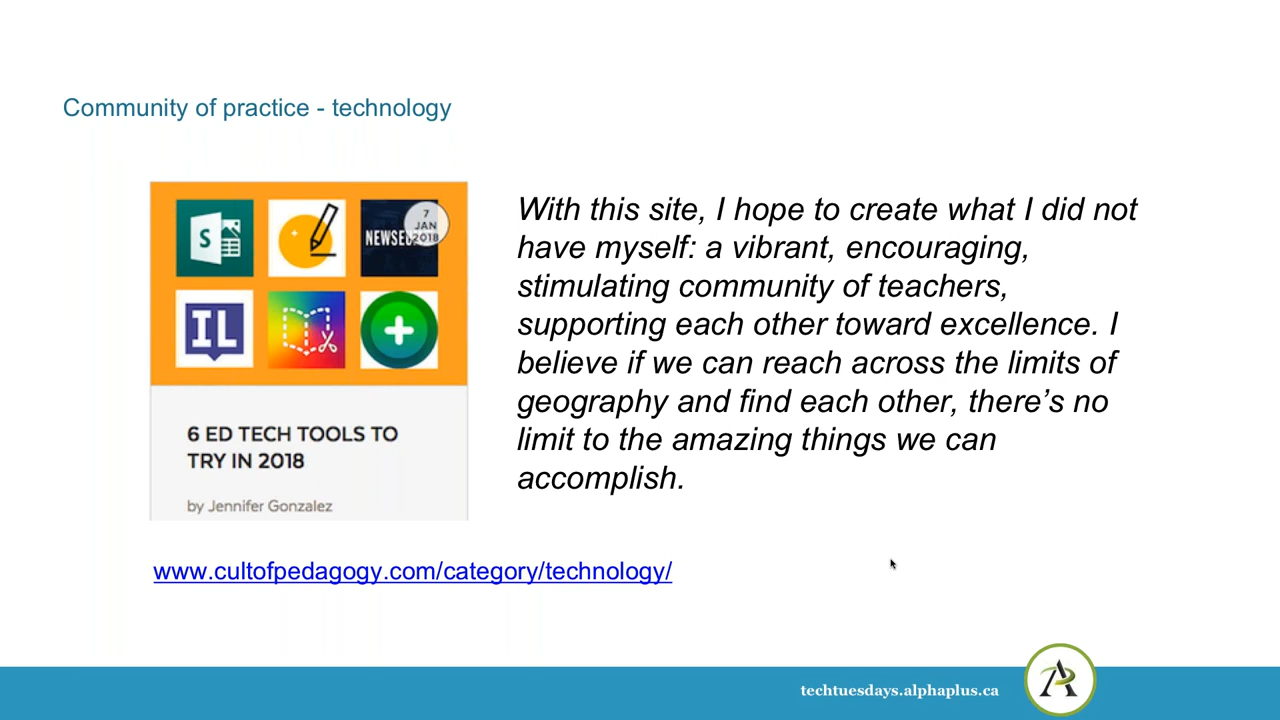 Community of practice - technology
S
7
JAN
2018
IL
6 ED TECH TOOLS TO
TRY IN 2018
by Jennifer Gonzalez
With this site, I hope to create what I did not
have myself: a vibrant, encouraging,
stimulating community of teachers,
supporting each other toward excellence. I
believe if we can reach across the limits of
geography and find each other, there’s no
limit to the amazing things we can
accomplish.
www.cultofpedagogy.com/category/technology/
techtuesdays.alphaplus.ca